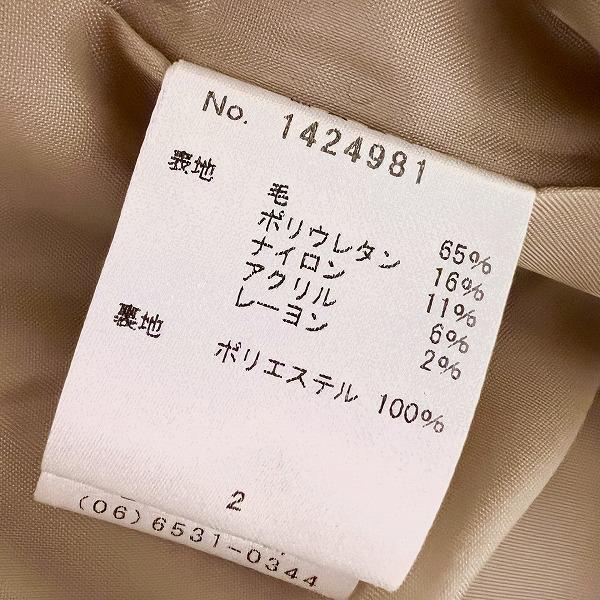 No. 1424981
表地 毛 65%
ポリウレタン 16%
ナイロン 11%
アクリル 6%
レーヨン 2%
裏地 ポリエステル 100%
2
(06)6531-0344